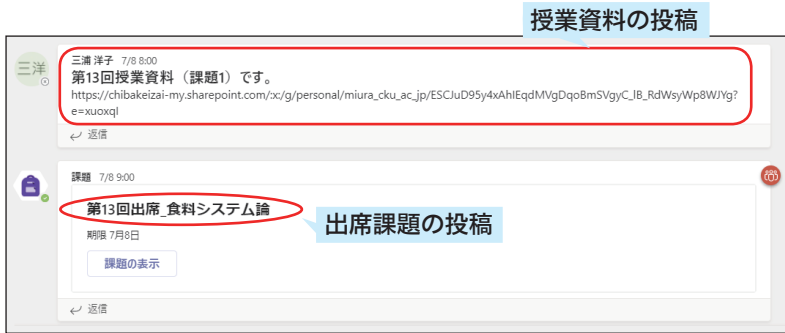 授業資料の投稿
三洋
三浦 洋子 7/8 8:00
第13回授業資料（課題1）です。
https://chibakeizai-my.sharepoint.com/:x:/g/personal/miura_cku_ac_jp/ESCJuD95y4xAhIEqdMVgDqoBmSVgyC_lB_RdWsyWp8WJYg?
e=xuoxql
返信
課題 7/8 9:00
第13回出席_食料システム論
出席課題の投稿
期限 7月8日
課題の表示
返信